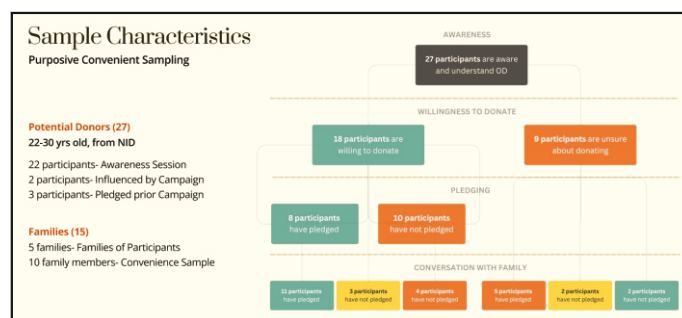 Sample Characteristics
Purposive Convenient Sampling
Potential Donors (27)
22-30 yrs old, from NID
22 participants- Awareness Session
2 participants- Influenced by Campaign
3 participants- Pledged prior Campaign
Families (15)
5 families- Families of Participants
10 family members- Convenience Sample
AWARENESS
27 participants are aware
and understand OD
WILLINGNESS TO DONATE
18 participants are
willing to donate
9 participants are unsure
about donating
PLEDGING
8 participants
have pledged
10 participants
have not pledged
CONVERSATION WITH FAMILY
11 participants
have pledged
3 participants
have not pledged
4 participants
have not pledged
5 participants
have pledged
2 participants
have not pledged
2 participants
have not pledged